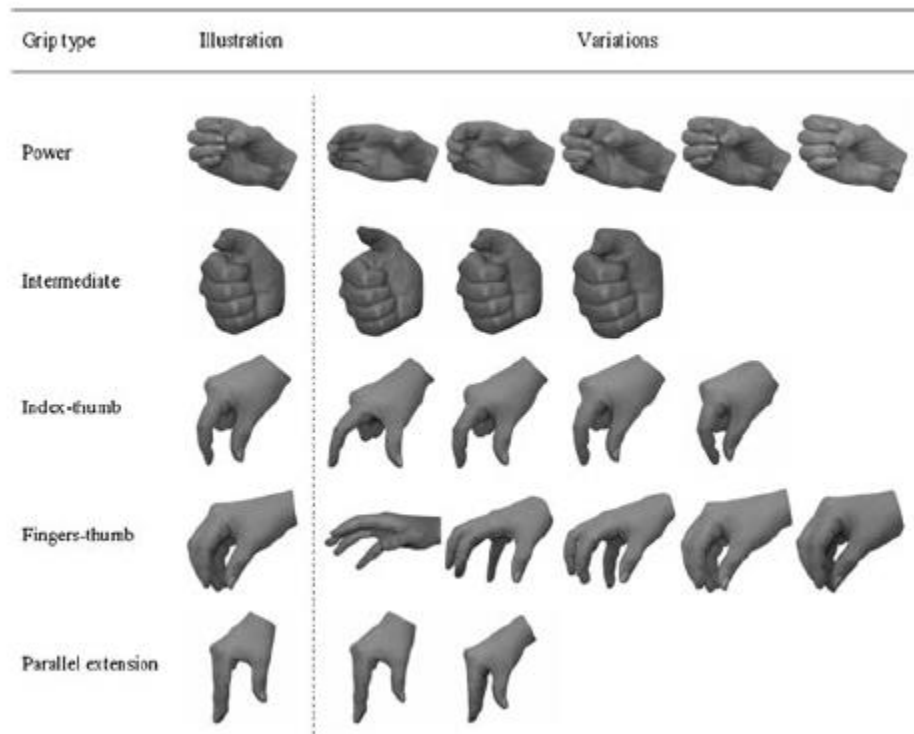 Grip type Illustration Variations
Power
Intermediate
Index-thumb
Fingers-thumb
Parallel extension